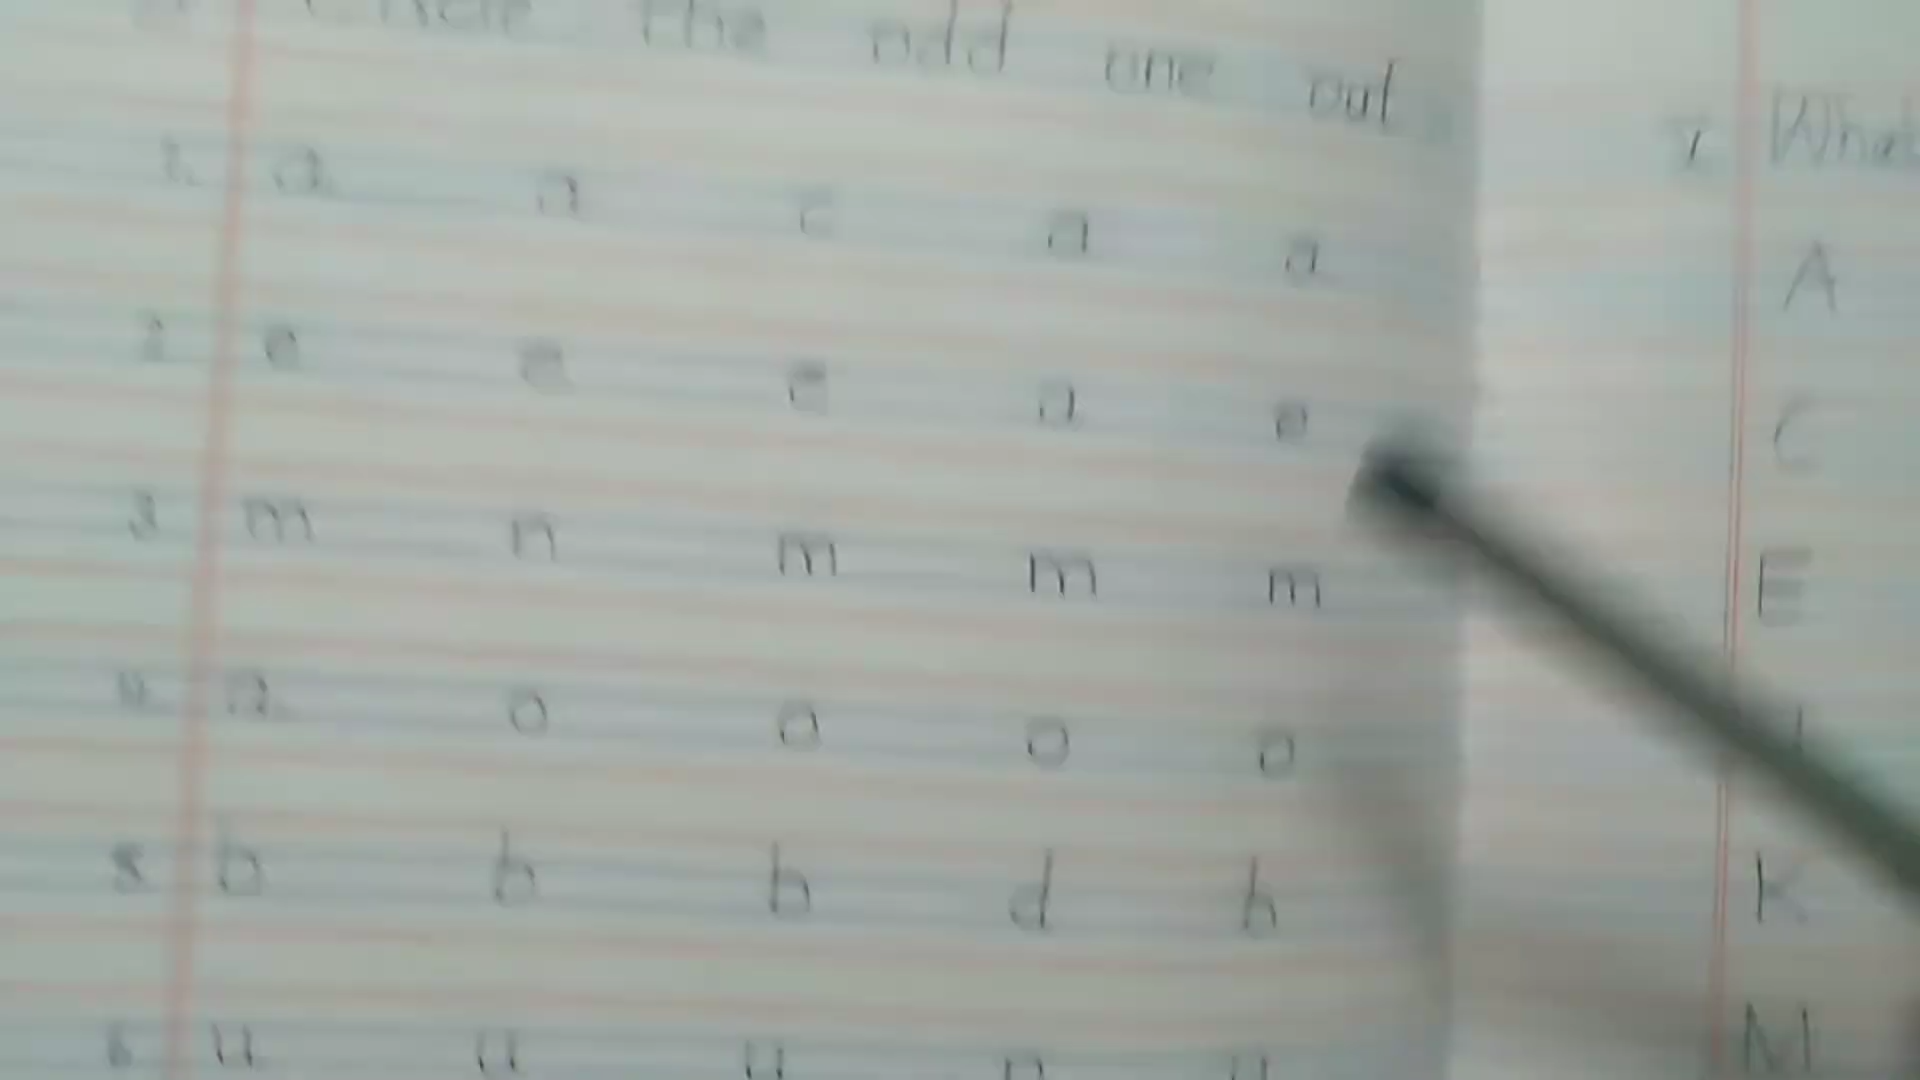 Circle the odd one out
1. a a c a a
2. e e e a e
3 m n m m m
4. a o o o o
5 b b b d b
6 u u u n u
7. What
A
C
E
I
K
M